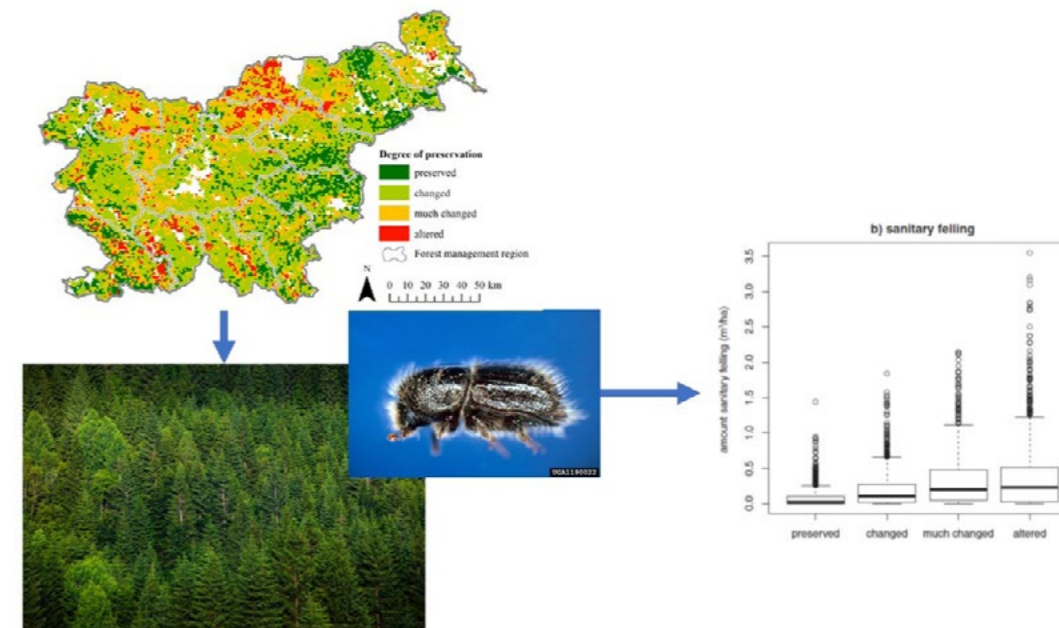 Degree of preservation
preserved
changed
much changed
altered
Forest management region
N
0 10 20 30 40 50 km
UGA1190022
b) sanitary felling
amount sanitary felling (m³/ha)
3.5
3.0
2.5
2.0
1.5
1.0
0.5
0.0
preserved changed much changed altered